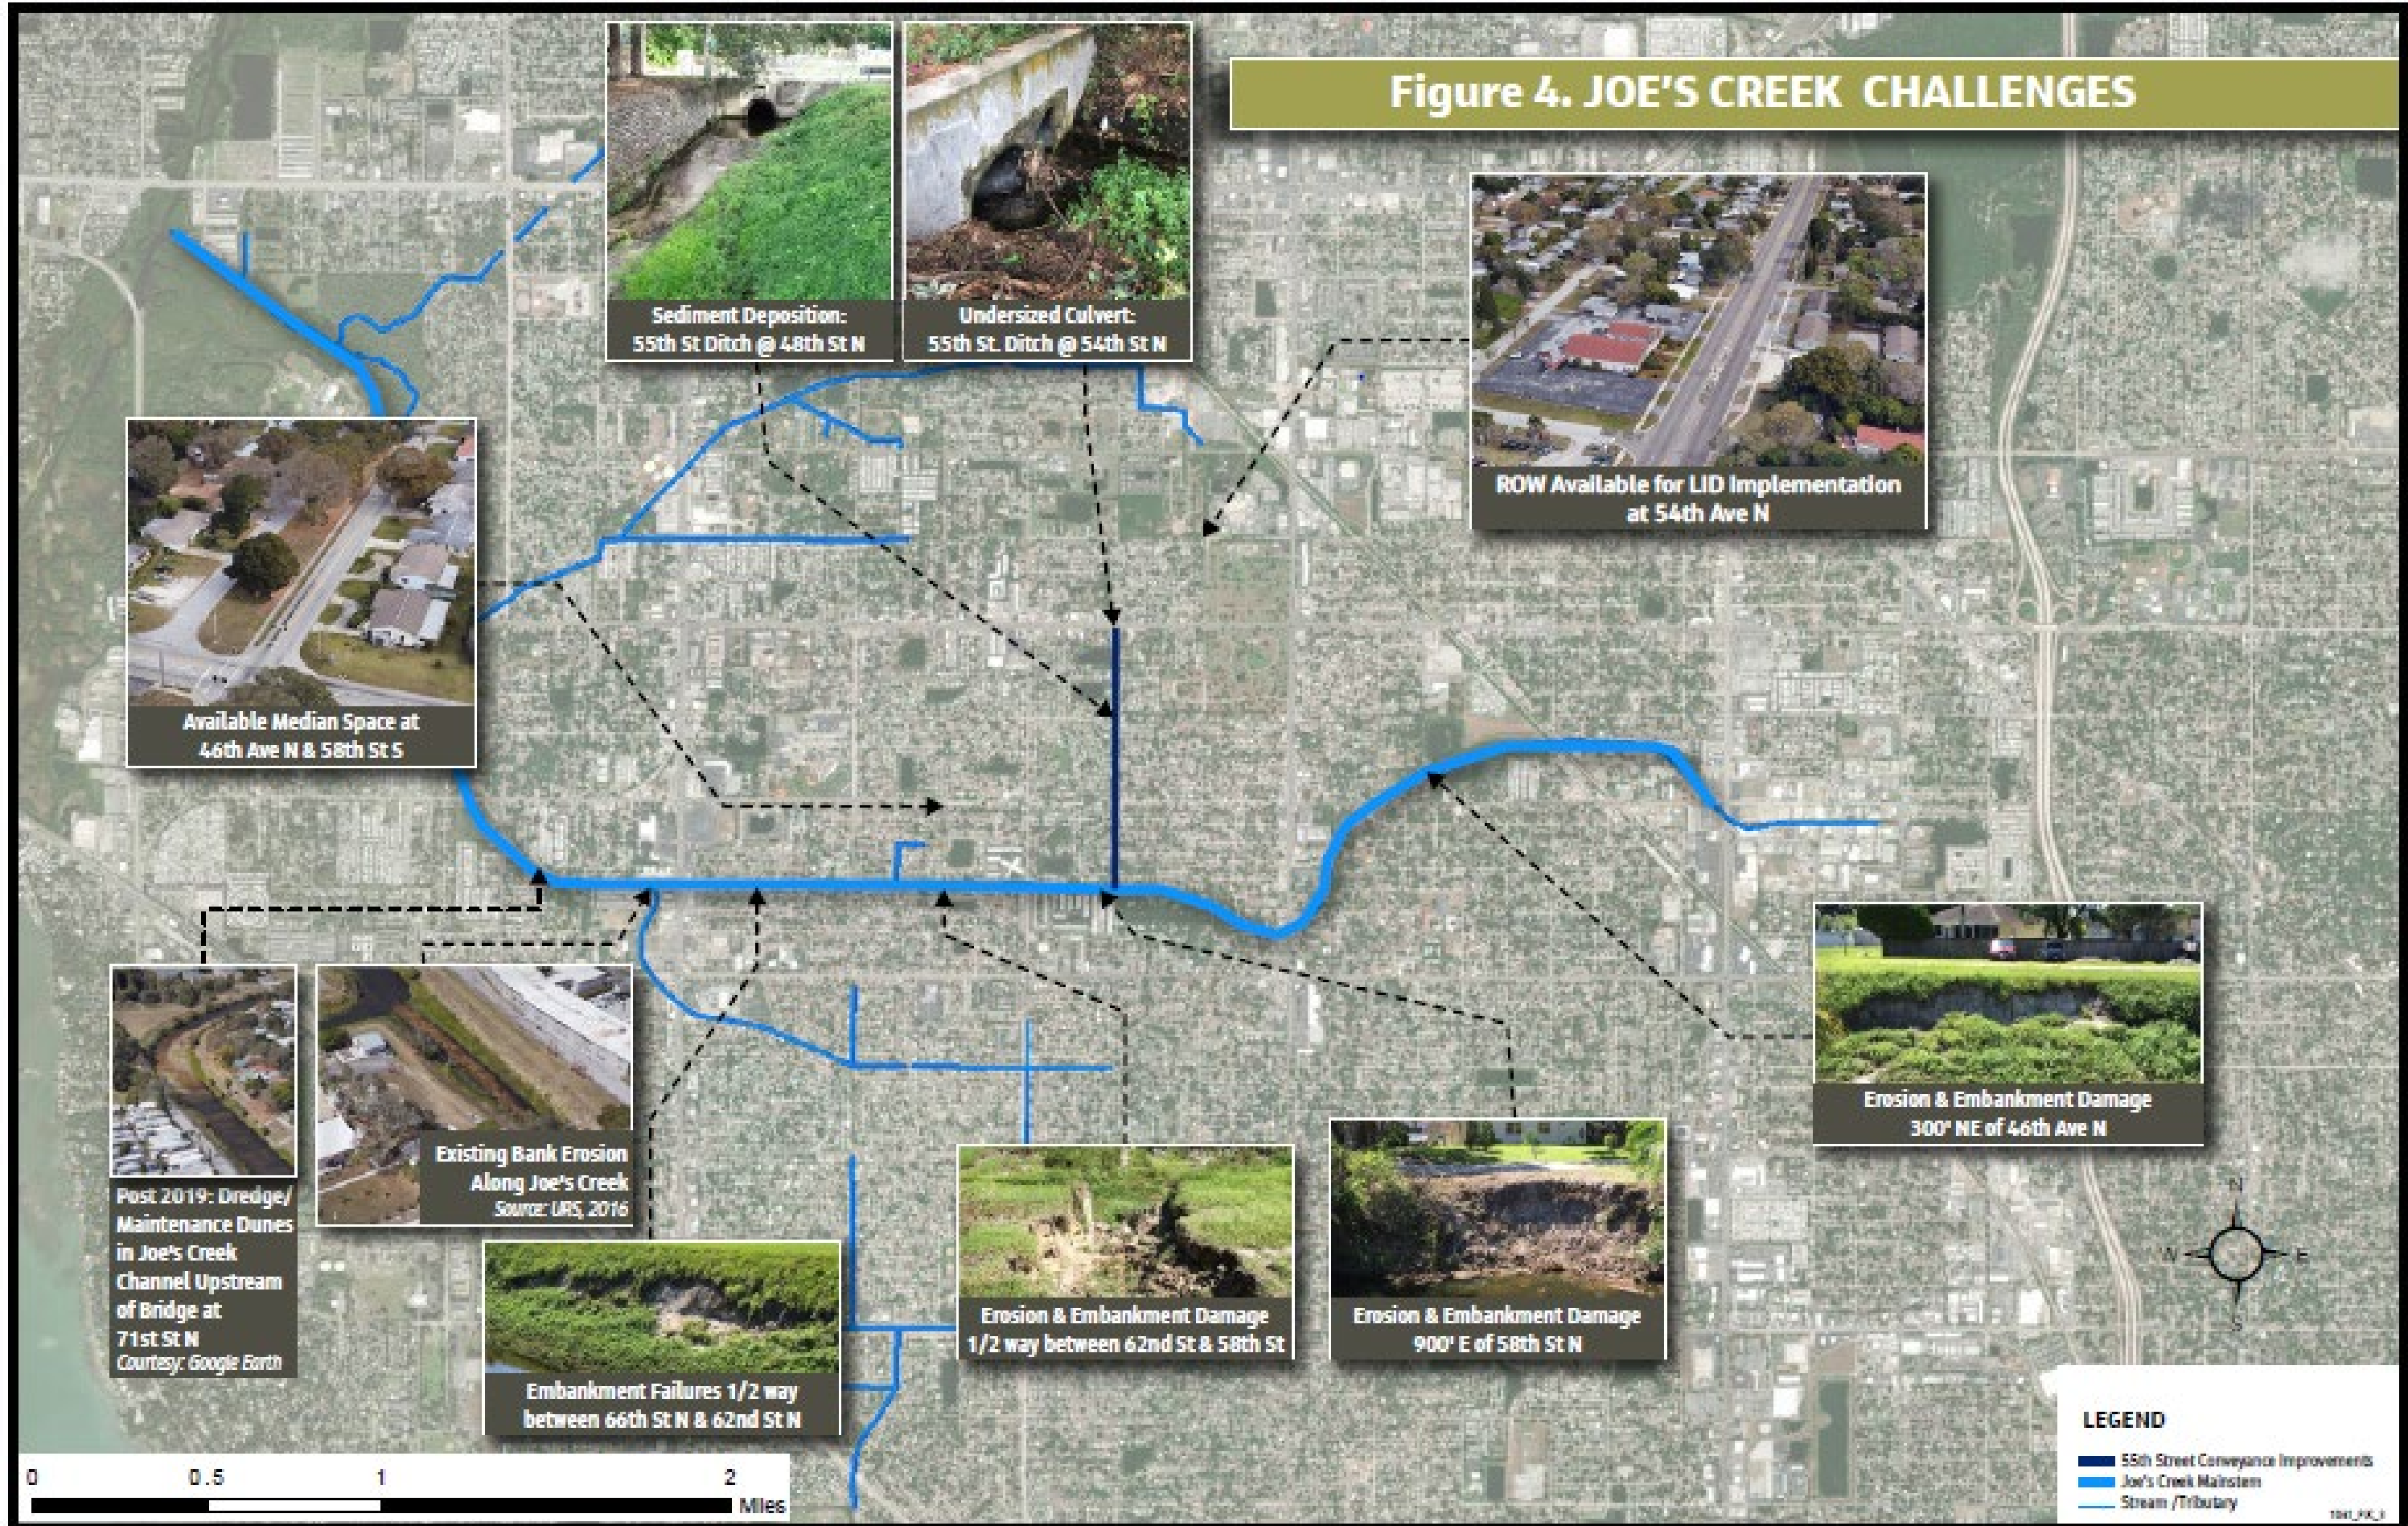 Figure 4. JOE'S CREEK CHALLENGES
Sediment Deposition:
55th St Ditch @ 48th St N
Undersized Culvert:
55th St. Ditch @ 54th St N
ROW Available for LID Implementation
at 54th Ave N
Available Median Space at
46th Ave N & 58th St S
Post 2019: Dredge/
Maintenance Dunes
in Joe's Creek
Channel Upstream
of Bridge at
71st St N
Courtesy: Google Earth
Existing Bank Erosion
Along Joe's Creek
Source: URS, 2016
Embankment Failures 1/2 way
between 66th St N & 62nd St N
Erosion & Embankment Damage
1/2 way between 62nd St & 58th St
Erosion & Embankment Damage
900' E of 58th St N
Erosion & Embankment Damage
300' NE of 46th Ave N
N
W E
S
LEGEND
55th Street Conveyance Improvements
Joe's Creek Mainstem
Stream /Tributary
0 0.5 1 2
Miles